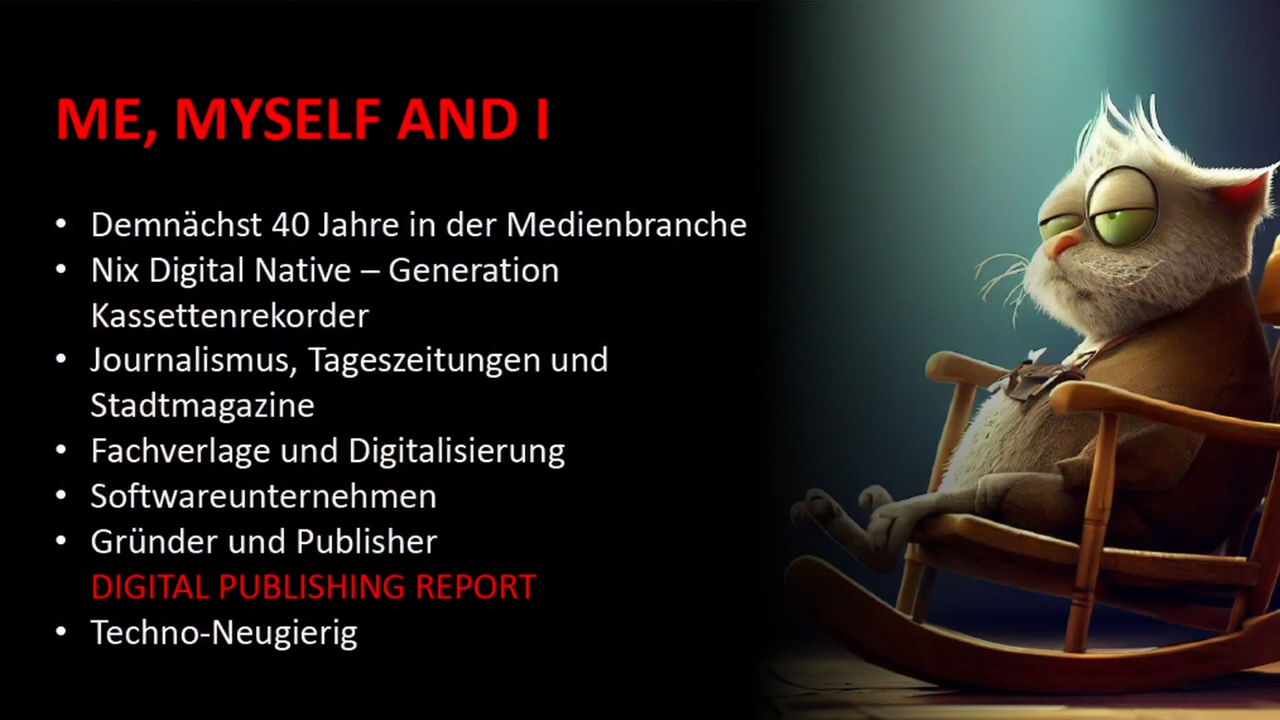 ME, MYSELF AND I
• Demnächst 40 Jahre in der Medienbranche
• Nix Digital Native – Generation
Kassettenrekorder
• Journalismus, Tageszeitungen und
Stadtmagazine
• Fachverlage und Digitalisierung
• Softwareunternehmen
• Gründer und Publisher
DIGITAL PUBLISHING REPORT
• Techno-Neugierig